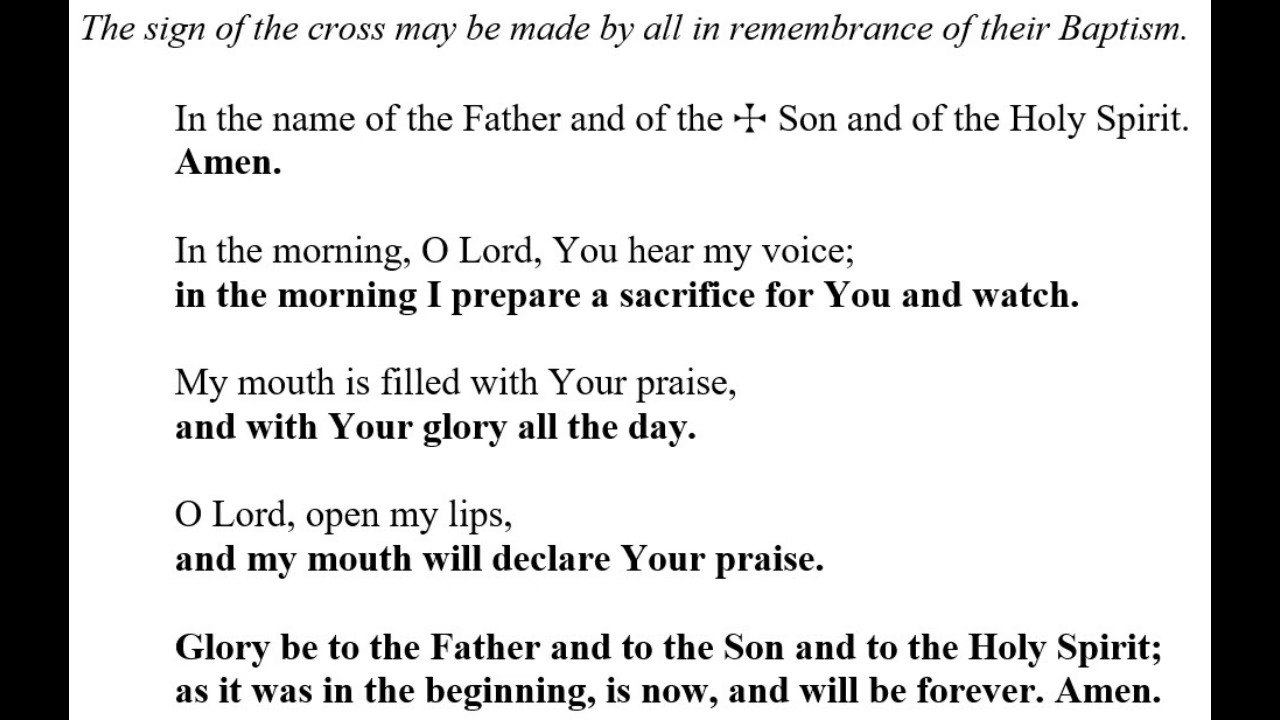 The sign of the cross may be made by all in remembrance of their Baptism.
In the name of the Father and of the ☩ Son and of the Holy Spirit.
Amen.
In the morning, O Lord, You hear my voice;
in the morning I prepare a sacrifice for You and watch.
My mouth is filled with Your praise,
and with Your glory all the day.
O Lord, open my lips,
and my mouth will declare Your praise.
Glory be to the Father and to the Son and to the Holy Spirit;
as it was in the beginning, is now, and will be forever. Amen.